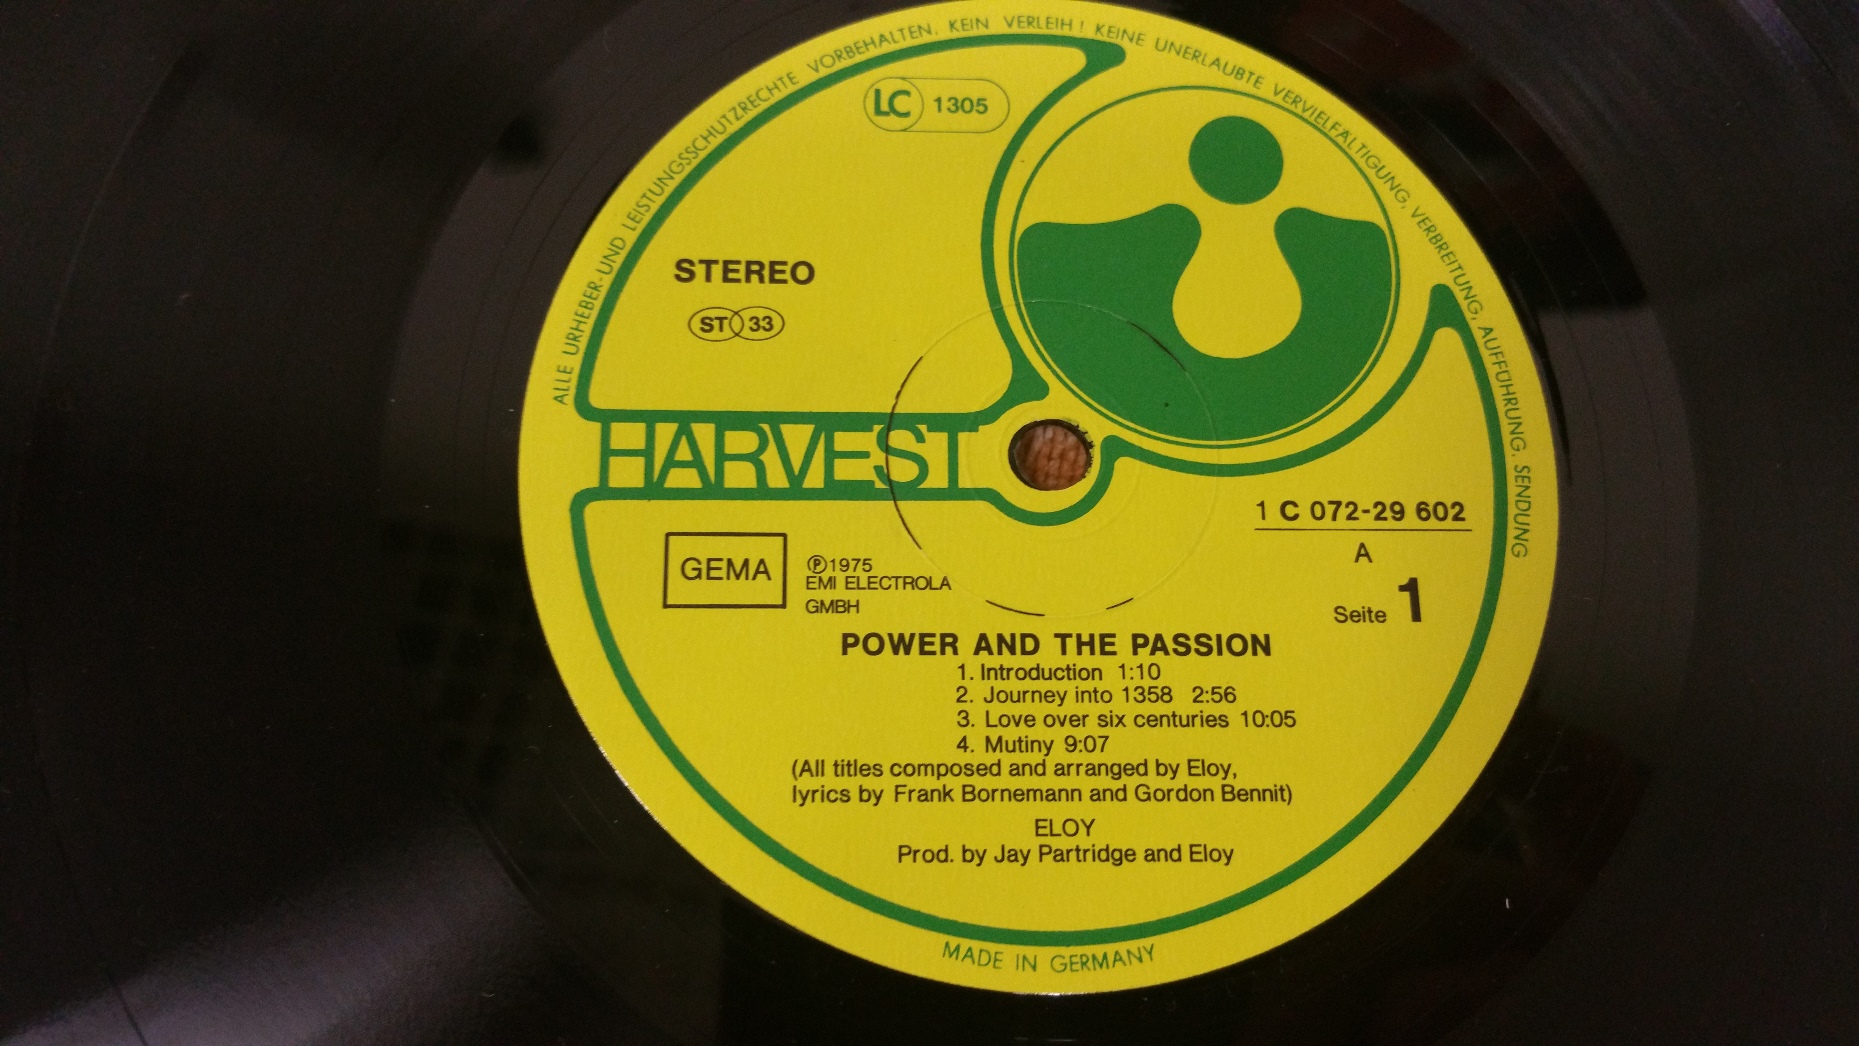 ALLE URHEBER-UND LEISTUNGSSCHUTZRECHTE VORBEHALTEN. KEIN VERLEIH! KEINE UNERLAUBTE VERVIELFÄLTIGUNG, VERBREITUNG, AUFFÜHRUNG, SENDUNG
LC 1305
STEREO
ST 33
HARVEST
1 C 072-29 602
A
Seite 1
GEMA
Ⓟ1975
EMI ELECTROLA
GMBH
POWER AND THE PASSION
1. Introduction 1:10
2. Journey into 1358 2:56
3. Love over six centuries 10:05
4. Mutiny 9:07
(All titles composed and arranged by Eloy,
lyrics by Frank Bornemann and Gordon Bennit)
ELOY
Prod. by Jay Partridge and Eloy
MADE IN GERMANY